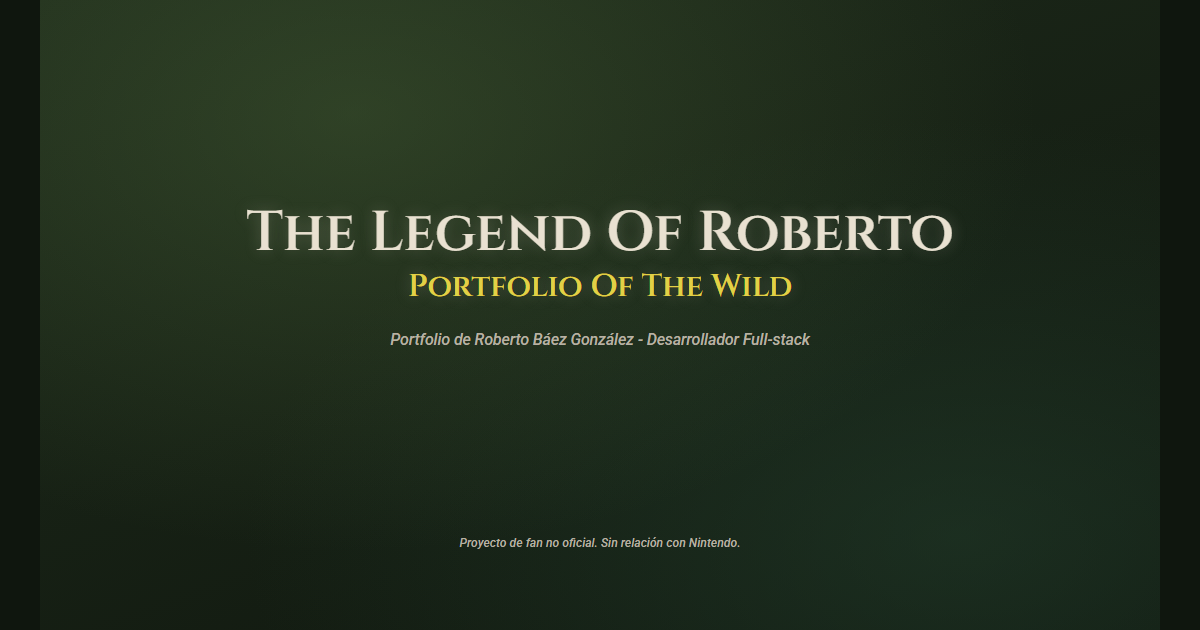 The Legend Of Roberto
Portfolio Of The Wild
Portfolio de Roberto Báez González - Desarrollador Full-stack
Proyecto de fan no oficial. Sin relación con Nintendo.